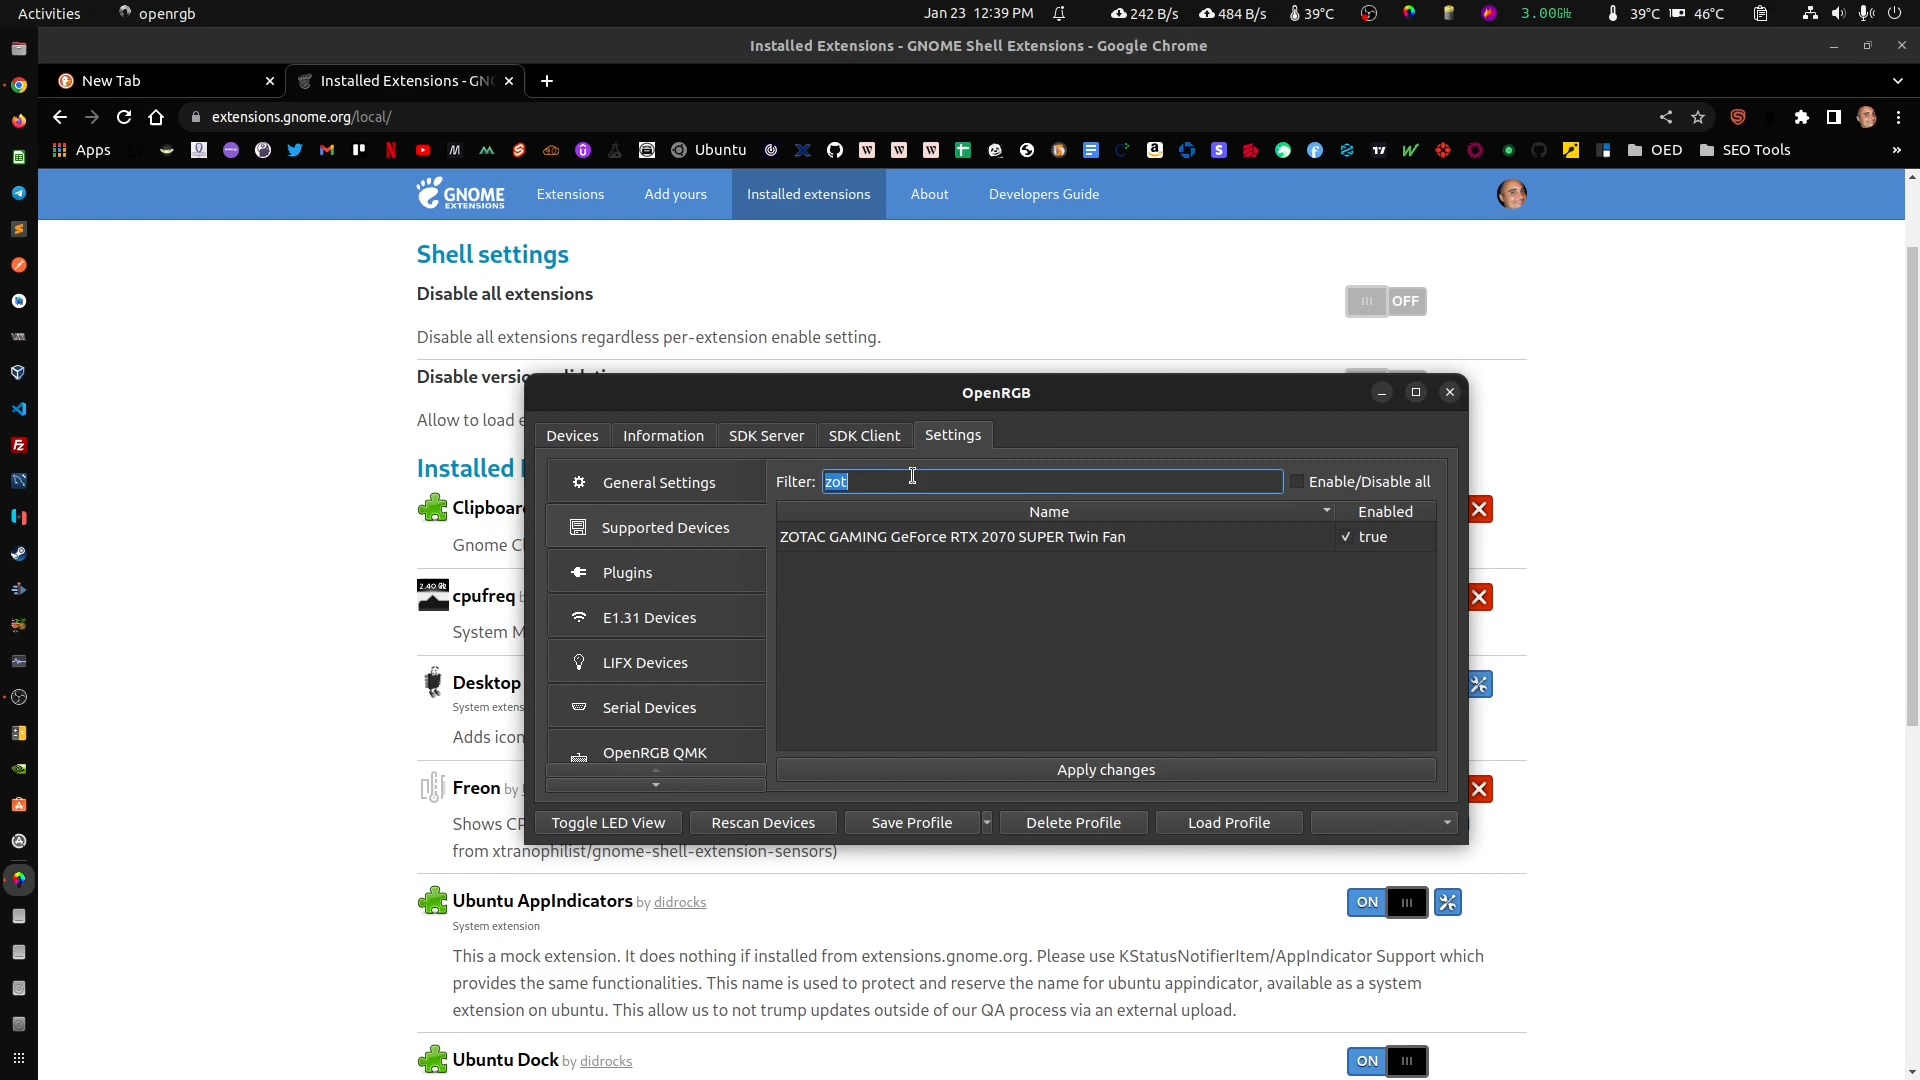 Activities
openrgb
Jan 23 12:39 PM
242 B/s
484 B/s
39°C
3.00GHz
39°C
46°C
Installed Extensions - GNOME Shell Extensions - Google Chrome
New Tab
Installed Extensions - GN
extensions.gnome.org/local/
Apps
Ubuntu
OED
SEO Tools
»
GNOME
EXTENSIONS
Extensions
Add yours
Installed extensions
About
Developers Guide
Shell settings
Disable all extensions
OFF
Disable all extensions regardless per-extension enable setting.
Disable versio
Allow to load e
OpenRGB
Devices
Information
SDK Server
SDK Client
Settings
General Settings
Supported Devices
Plugins
E1.31 Devices
LIFX Devices
Serial Devices
OpenRGB QMK
Filter:
zot
Enable/Disable all
Name
Enabled
ZOTAC GAMING GeForce RTX 2070 SUPER Twin Fan
true
Apply changes
Toggle LED View
Rescan Devices
Save Profile
Delete Profile
Load Profile
Installed
Clipboar
Gnome Cl
cpufreq
System M
Desktop
System extens
Adds icon
Freon by
Shows CP
from xtranophilist/gnome-shell-extension-sensors)
Ubuntu AppIndicators by didrocks
ON
System extension
This a mock extension. It does nothing if installed from extensions.gnome.org. Please use KStatusNotifierItem/AppIndicator Support which
provides the same functionalities. This name is used to protect and reserve the name for ubuntu appindicator, available as a system
extension on ubuntu. This allow us to not trump updates outside of our QA process via an external upload.
Ubuntu Dock by didrocks
ON